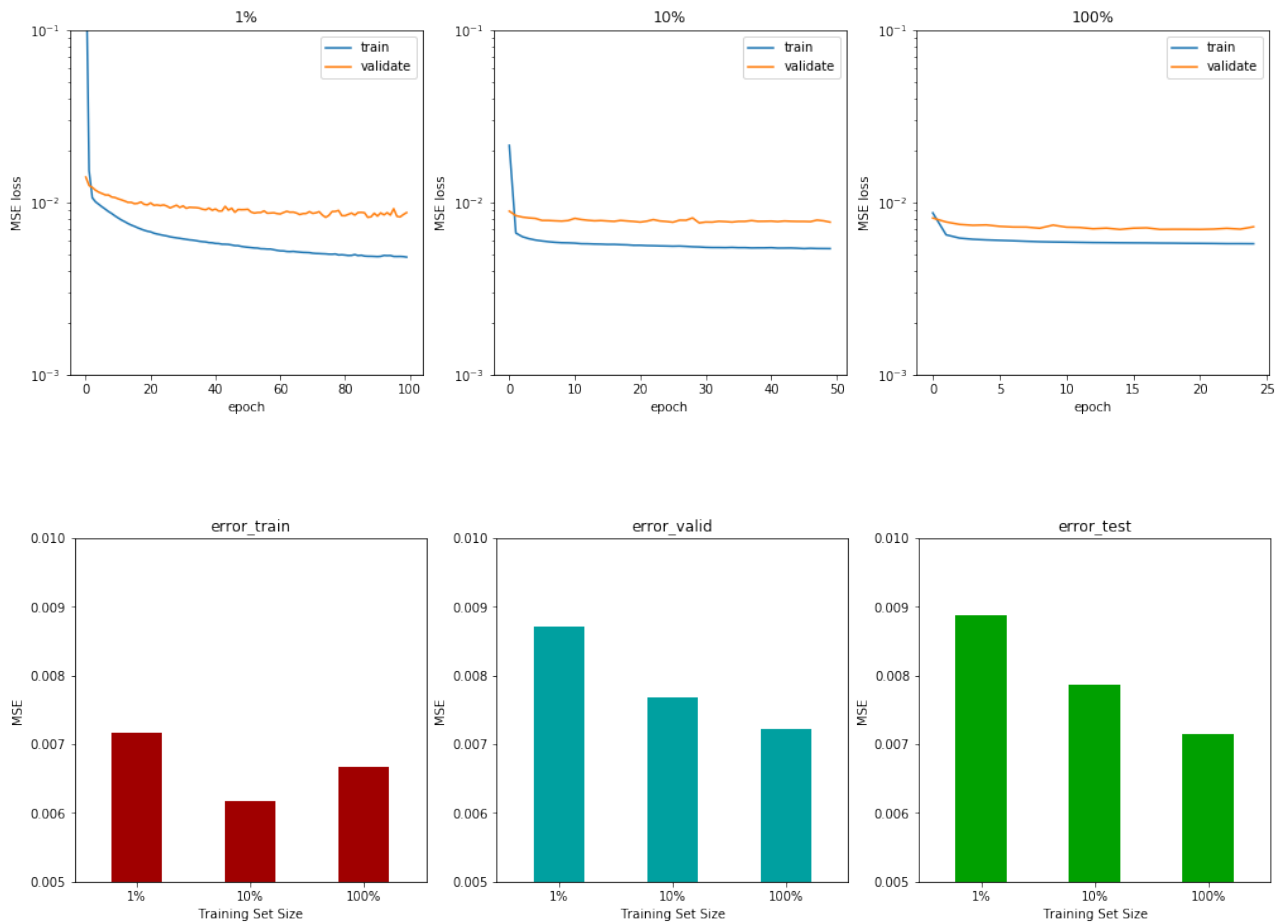 1%
10^-1
10^-2
10^-3
MSE loss
train
validate
0 20 40 60 80 100
epoch
10%
10^-1
10^-2
10^-3
MSE loss
train
validate
0 10 20 30 40 50
epoch
100%
10^-1
10^-2
10^-3
MSE loss
train
validate
0 5 10 15 20 25
epoch
error_train
0.010
0.009
0.008
0.007
0.006
0.005
MSE
1% 10% 100%
Training Set Size
error_valid
0.010
0.009
0.008
0.007
0.006
0.005
MSE
1% 10% 100%
Training Set Size
error_test
0.010
0.009
0.008
0.007
0.006
0.005
MSE
1% 10% 100%
Training Set Size